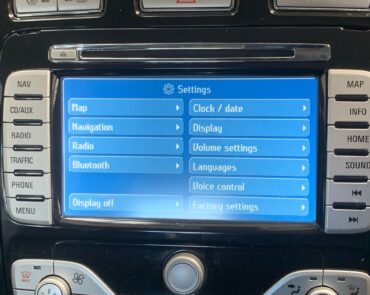 Settings
Map
Navigation
Radio
Bluetooth
Display off
Clock / date
Display
Volume settings
Languages
Voice control
Factory settings
NAV
CD/AUX
RADIO
TRAFFIC
PHONE
MENU
MAP
INFO
HOME
SOUND
MAX